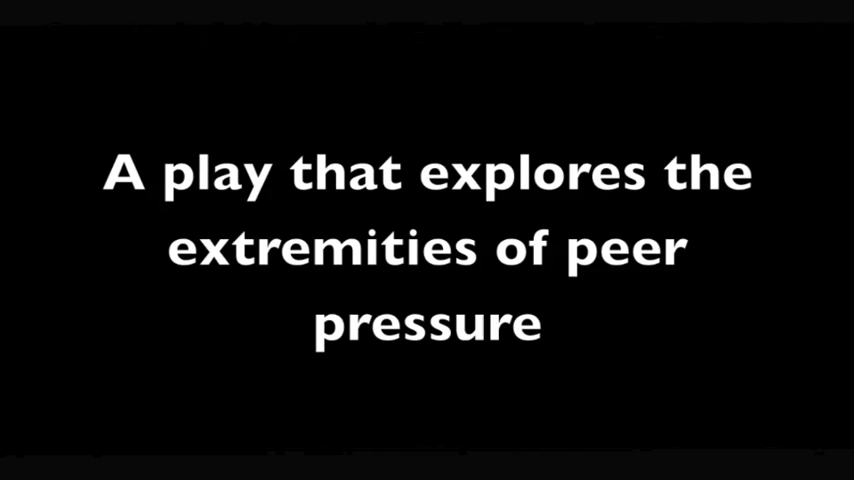 A play that explores the
extremities of peer
pressure